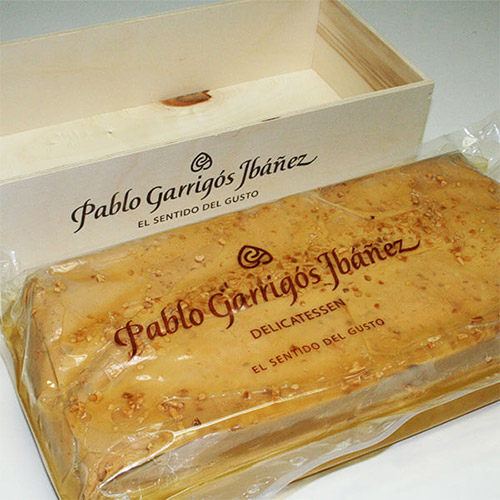 Pablo Garrigós Ibáñez
EL SENTIDO DEL GUSTO
Pablo Garrigós Ibáñez
DELICATESSEN
EL SENTIDO DEL GUSTO